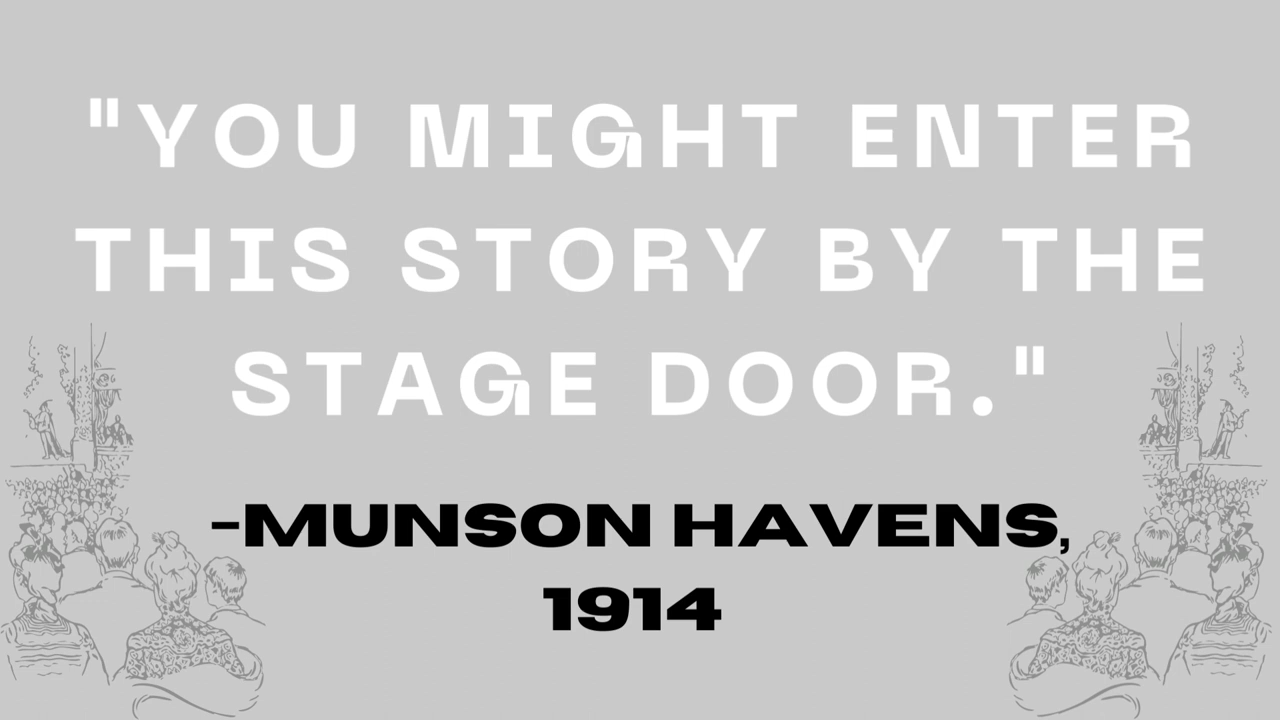 "YOU MIGHT ENTER
THIS STORY BY THE
STAGE DOOR."
-MUNSON HAVENS,
1914